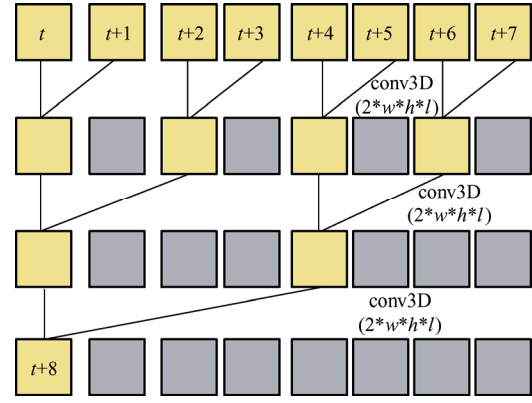 t t+1 t+2 t+3 t+4 t+5 t+6 t+7
conv3D
(2*w*h*l)
conv3D
(2*w*h*l)
conv3D
(2*w*h*l)
t+8